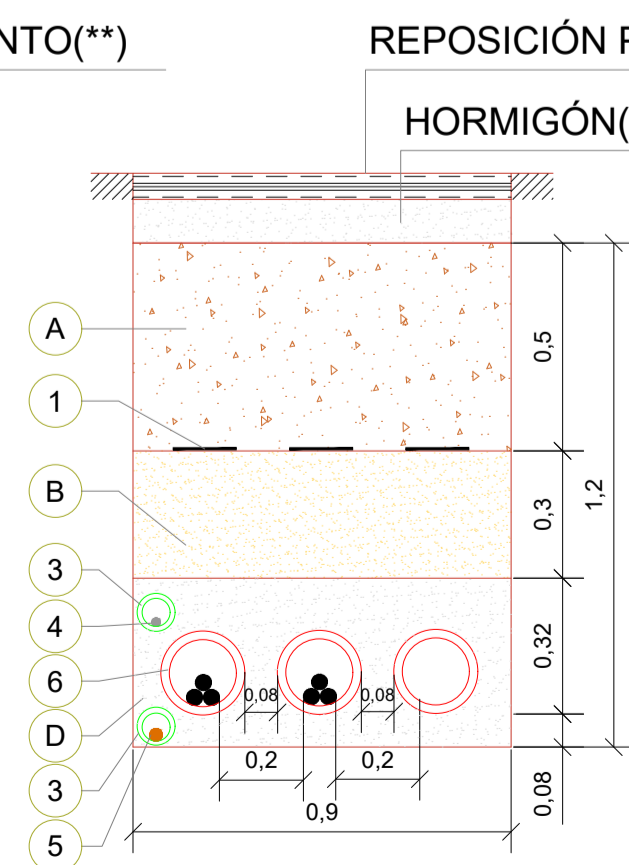 NTO(**)
REPOSICIÓN P
HORMIGÓN(
A
1
B
3
4
6
D
3
5
0,5
0,3
1,2
0,32
0,08
0,08
0,08
0,2
0,2
0,9